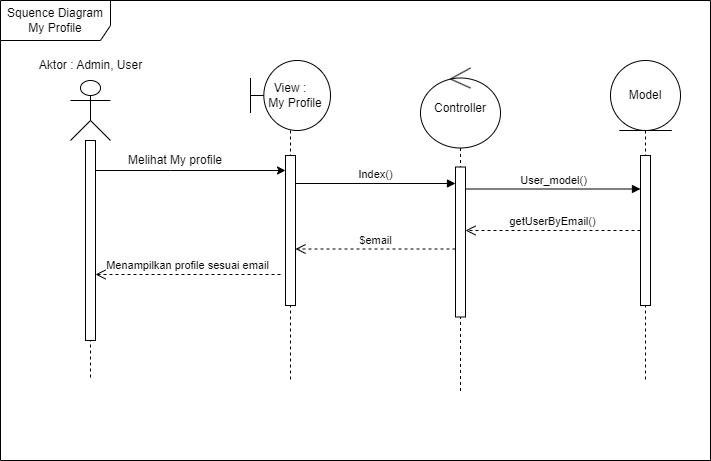 Squence Diagram
My Profile
Aktor : Admin, User
View :
My Profile
Controller
Model
Melihat My profile
Index()
User_model()
getUserByEmail()
$email
Menampilkan profile sesuai email